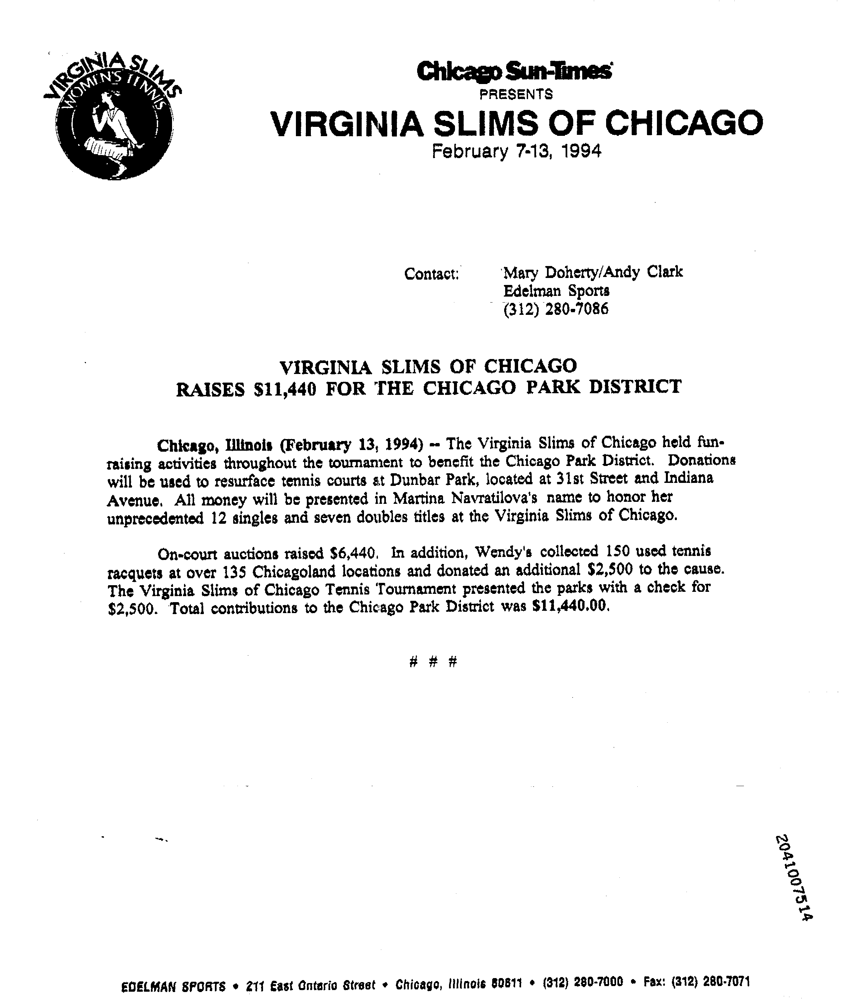 VIRGINIA SLIMS
WOMEN'S TENNIS
Chicago Sun-Times
PRESENTS
VIRGINIA SLIMS OF CHICAGO
February 7-13, 1994
Contact: Mary Doherty/Andy Clark
Edelman Sports
(312) 280-7086
VIRGINIA SLIMS OF CHICAGO
RAISES $11,440 FOR THE CHICAGO PARK DISTRICT
Chicago, Illinois (February 13, 1994) -- The Virginia Slims of Chicago held fun-
raising activities throughout the tournament to benefit the Chicago Park District. Donations
will be used to resurface tennis courts at Dunbar Park, located at 31st Street and Indiana
Avenue. All money will be presented in Martina Navratilova's name to honor her
unprecedented 12 singles and seven doubles titles at the Virginia Slims of Chicago.
On-court auctions raised $6,440. In addition, Wendy's collected 150 used tennis
racquets at over 135 Chicagoland locations and donated an additional $2,500 to the cause.
The Virginia Slims of Chicago Tennis Tournament presented the parks with a check for
$2,500. Total contributions to the Chicago Park District was $11,440.00.
# # #
2041007514
EDELMAN SPORTS • 211 East Ontario Street • Chicago, Illinois 60611 • (312) 280-7000 • Fax: (312) 280-7071